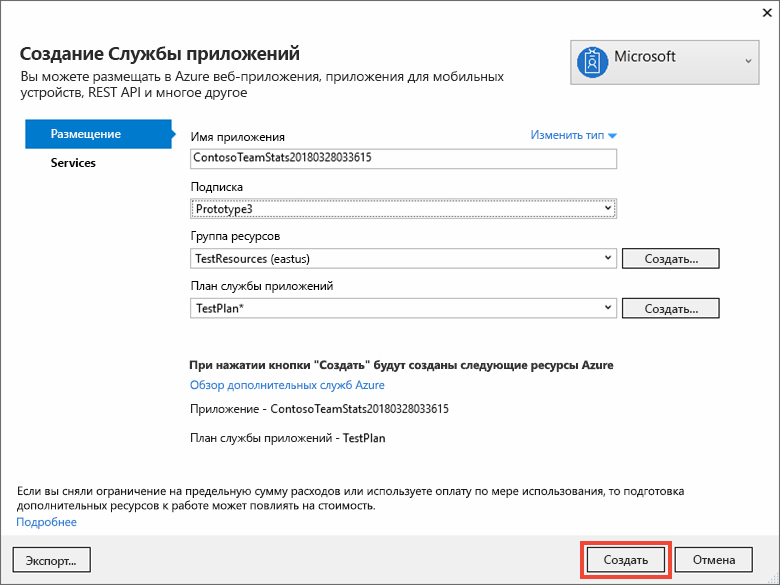 Создание Службы приложений
Вы можете размещать в Azure веб-приложения, приложения для мобильных
устройств, REST API и многое другое
Microsoft
Размещение
Services
Имя приложения
Изменить тип
ContosoTeamStats20180328033615
Подписка
Prototype3
Группа ресурсов
TestResources (eastus)
Создать...
План службы приложений
TestPlan*
Создать...
При нажатии кнопки "Создать" будут созданы следующие ресурсы Azure
Обзор дополнительных служб Azure
Приложение - ContosoTeamStats20180328033615
План службы приложений - TestPlan
Если вы сняли ограничение на предельную сумму расходов или используете оплату по мере использования, то подготовка
дополнительных ресурсов к работе может повлиять на стоимость.
Подробнее
Экспорт...
Создать
Отмена